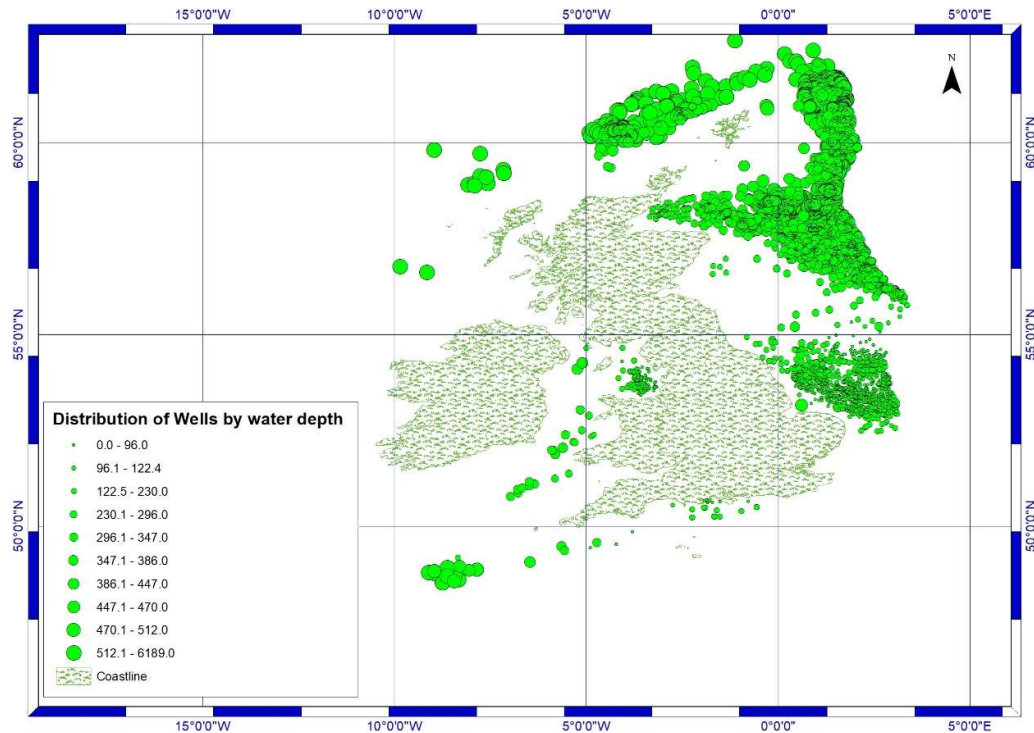 15°0'0"W 10°0'0"W 5°0'0"W 0°0'0" 5°0'0"E
N
60°0'0"N 60°0'0"N
55°0'0"N 55°0'0"N
50°0'0"N 50°0'0"N
Distribution of Wells by water depth
0.0 - 96.0
96.1 - 122.4
122.5 - 230.0
230.1 - 296.0
296.1 - 347.0
347.1 - 386.0
386.1 - 447.0
447.1 - 470.0
470.1 - 512.0
512.1 - 6189.0
Coastline
15°0'0"W 10°0'0"W 5°0'0"W 0°0'0" 5°0'0"E